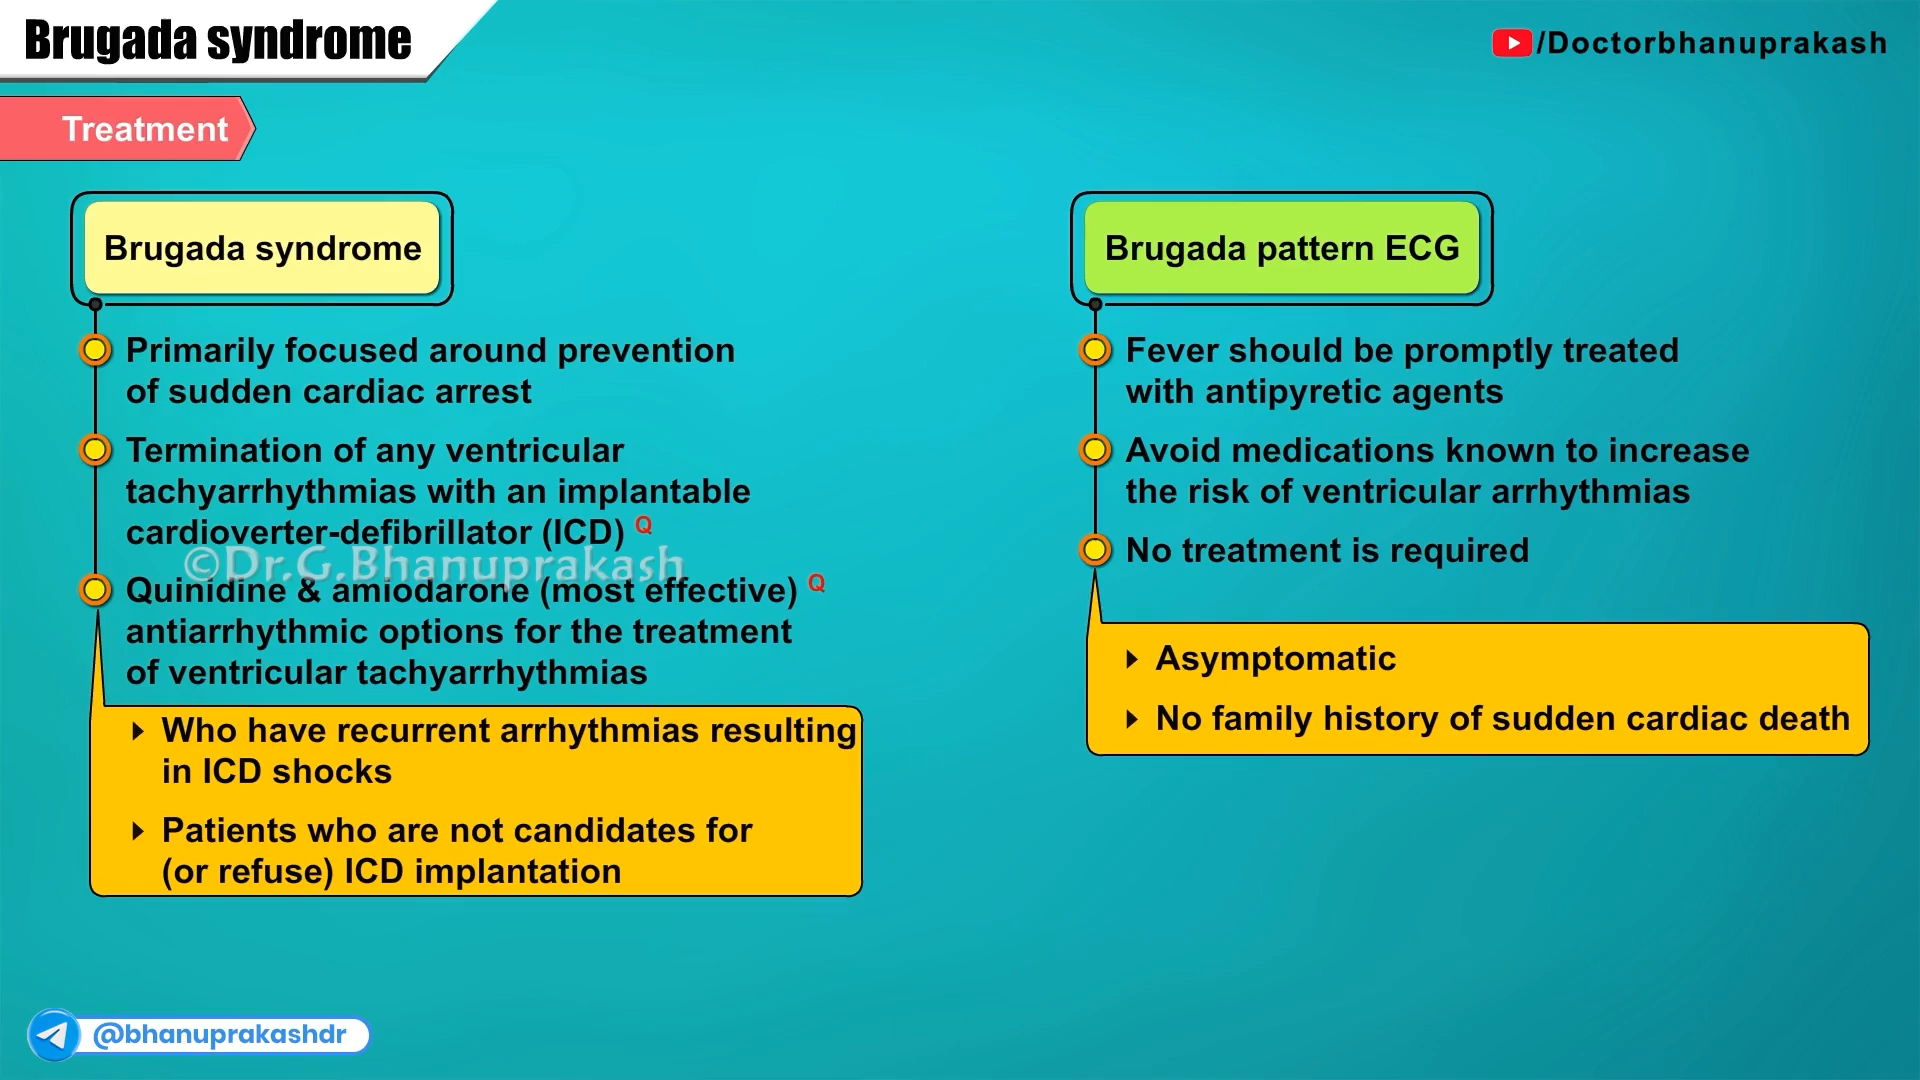 Brugada syndrome
/Doctorbhanuprakash
Treatment
Brugada syndrome
Primarily focused around prevention
of sudden cardiac arrest
Termination of any ventricular
tachyarrhythmias with an implantable
cardioverter-defibrillator (ICD) Q
©Dr.G.Bhanuprakash
Quinidine & amiodarone (most effective) Q
antiarrhythmic options for the treatment
of ventricular tachyarrhythmias
Who have recurrent arrhythmias resulting
in ICD shocks
Patients who are not candidates for
(or refuse) ICD implantation
Brugada pattern ECG
Fever should be promptly treated
with antipyretic agents
Avoid medications known to increase
the risk of ventricular arrhythmias
No treatment is required
Asymptomatic
No family history of sudden cardiac death
@bhanuprakashdr